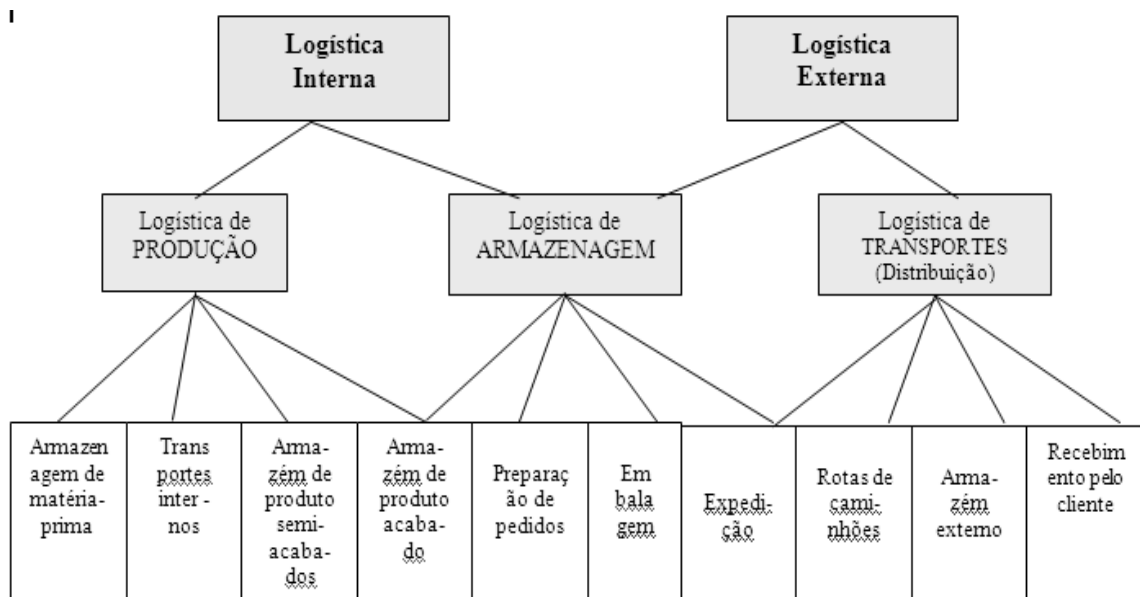 Logística
Interna
Logística
Externa
Logística de
PRODUÇÃO
Logística de
ARMAZENAGEM
Logística de
TRANSPORTES
(Distribuição)
Armazen
agem de
matéria-
prima
Trans
portes
inter -
nos
Arma-
zém de
produto
semi-
acaba-
dos
Arma-
zém de
produto
acaba-
do
Preparaç
ão de
pedidos
Em
bala
gem
Expedi-
ção
Rotas de
cami-
nhões
Arma-
zém
externo
Recebim
ento pelo
cliente